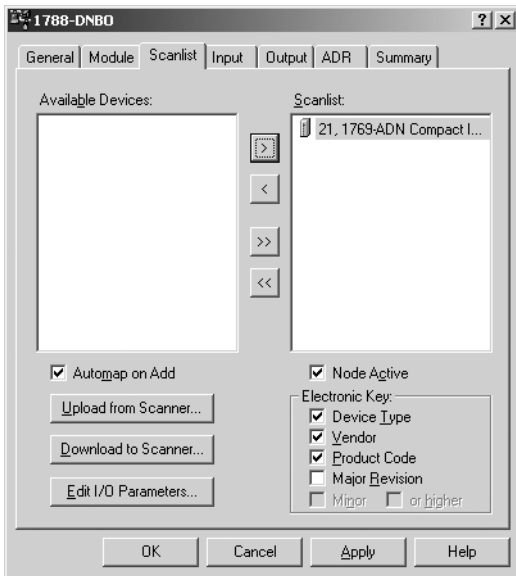 1788-DNBO
General Module Scanlist Input Output ADR Summary
Available Devices: Scanlist:
21, 1769-ADN Compact I...
>
<
>>
<<
Automap on Add Node Active
Upload from Scanner... Electronic Key:
Device Type
Vendor
Download to Scanner... Product Code
Major Revision
Edit I/O Parameters... Minor or higher
OK Cancel Apply Help